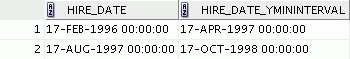 HIRE_DATE HIRE_DATE_YMININTERVAL
1 17-FEB-1996 00:00:00 17-APR-1997 00:00:00
2 17-AUG-1997 00:00:00 17-OCT-1998 00:00:00